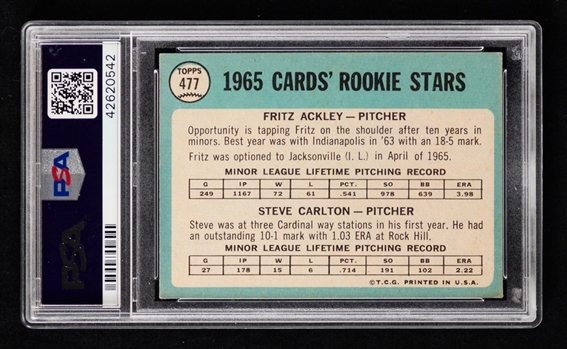 42620542
PSA
PSA
TOPPS
477
1965 CARDS' ROOKIE STARS
FRITZ ACKLEY — PITCHER
Opportunity is tapping Fritz on the shoulder after ten years in
minors. Best year was with Indianapolis in '63 with an 18-5 mark.
Fritz was optioned to Jacksonville (I. L.) in April of 1965.
MINOR LEAGUE LIFETIME PITCHING RECORD
G IP W L PCT. SO BB ERA
249 1167 72 61 .541 978 639 3.98
STEVE CARLTON — PITCHER
Steve was at three Cardinal way stations in his first year. He had
an outstanding 10-1 mark with 1.03 ERA at Rock Hill.
MINOR LEAGUE LIFETIME PITCHING RECORD
G IP W L PCT. SO BB ERA
27 178 15 6 .714 191 102 2.22
©T.C.G. PRINTED IN U.S.A.